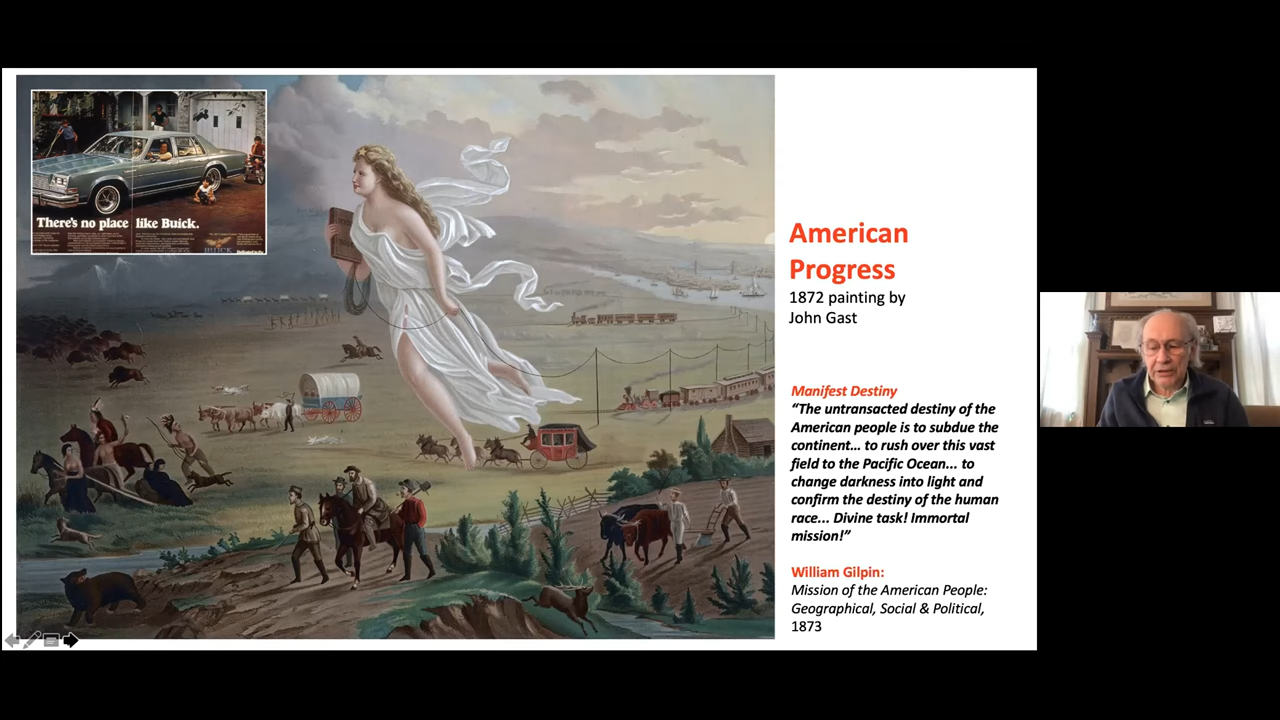 There's no place like Buick.
BUICK
American
Progress
1872 painting by
John Gast
Manifest Destiny
“The untransacted destiny of the
American people is to subdue the
continent... to rush over this vast
field to the Pacific Ocean... to
change darkness into light and
confirm the destiny of the human
race... Divine task! Immortal
mission!”
William Gilpin:
Mission of the American People:
Geographical, Social & Political,
1873